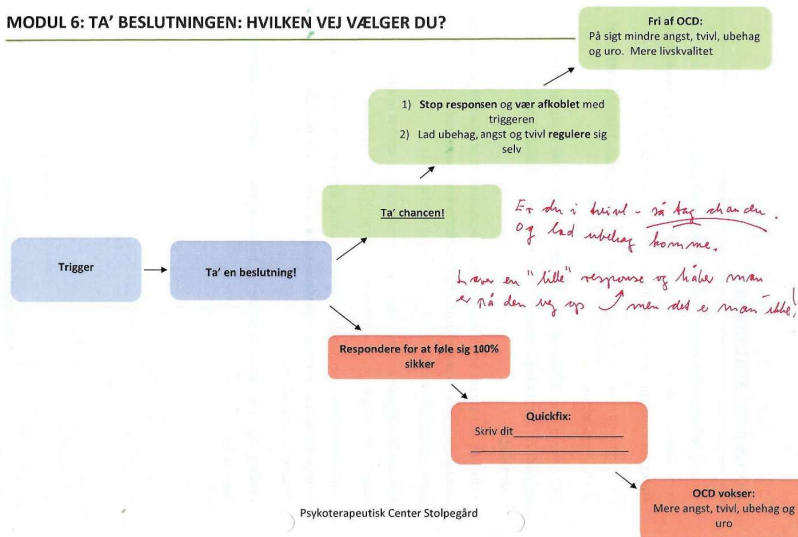 MODUL 6: TA’ BESLUTNINGEN: HVILKEN VEJ VÆLGER DU?
Fri af OCD:
På sigt mindre angst, tvivl, ubehag
og uro. Mere livskvalitet
1) Stop responsen og vær afkoblet med
triggeren
2) Lad ubehag, angst og tvivl regulere sig
selv
Ta’ chancen!
Er du i tvivl - så tag chancen.
Og lad ubehag komme.
Trigger
Ta’ en beslutning!
Laver en "lille" response og håber man
er på den vej op men det er man ikke!
Respondere for at føle sig 100%
sikker
Quickfix:
Skriv dit____________________
_____________________________
OCD vokser:
Mere angst, tvivl, ubehag og
uro
Psykoterapeutisk Center Stolpegård